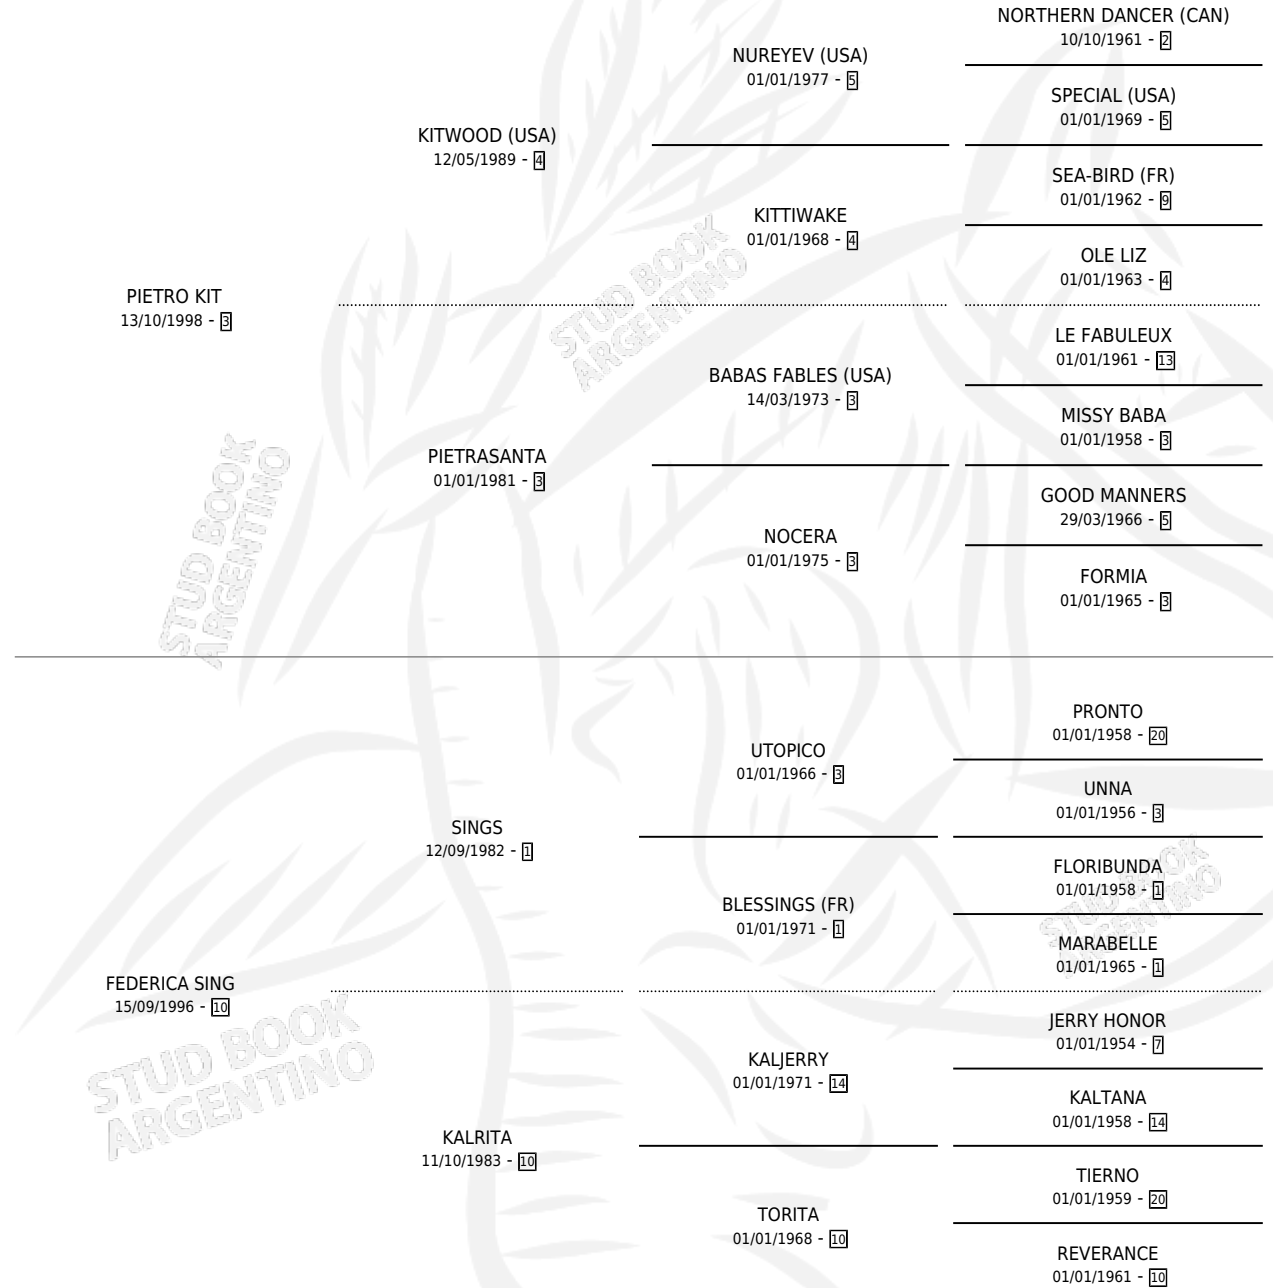 NORTHERN DANCER (CAN)
10/10/1961 - 2
NUREYEV (USA)
01/01/1977 - 5
SPECIAL (USA)
01/01/1969 - 5
KITWOOD (USA)
12/05/1989 - 4
SEA-BIRD (FR)
01/01/1962 - 9
KITTIWAKE
01/01/1968 - 4
OLE LIZ
01/01/1963 - 4
PIETRO KIT
13/10/1998 - 3
LE FABULEUX
01/01/1961 - 13
BABAS FABLES (USA)
14/03/1973 - 3
MISSY BABA
01/01/1958 - 3
PIETRASANTA
01/01/1981 - 3
GOOD MANNERS
29/03/1966 - 5
NOCERA
01/01/1975 - 3
FORMIA
01/01/1965 - 3
PRONTO
01/01/1958 - 20
UTOPICO
01/01/1966 - 3
UNNA
01/01/1956 - 3
SINGS
12/09/1982 - 1
FLORIBUNDA
01/01/1958 - 1
BLESSINGS (FR)
01/01/1971 - 1
MARABELLE
01/01/1965 - 1
FEDERICA SING
15/09/1996 - 10
JERRY HONOR
01/01/1954 - 7
KALJERRY
01/01/1971 - 14
KALTANA
01/01/1958 - 14
KALRITA
11/10/1983 - 10
TIERNO
01/01/1959 - 20
TORITA
01/01/1968 - 10
REVERANCE
01/01/1961 - 10
STUD BOOK
ARGENTINO
STUD BOOK
ARGENTINO
STUD BOOK
ARGENTINO
STUD BOOK
ARGENTINO